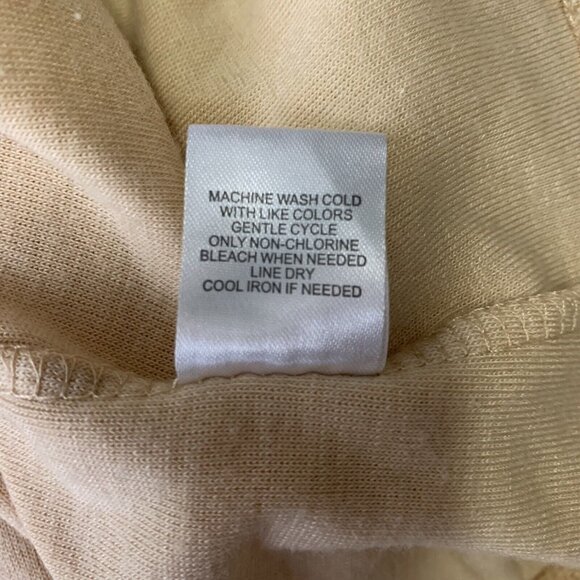 MACHINE WASH COLD
WITH LIKE COLORS
GENTLE CYCLE
ONLY NON-CHLORINE
BLEACH WHEN NEEDED
LINE DRY
COOL IRON IF NEEDED